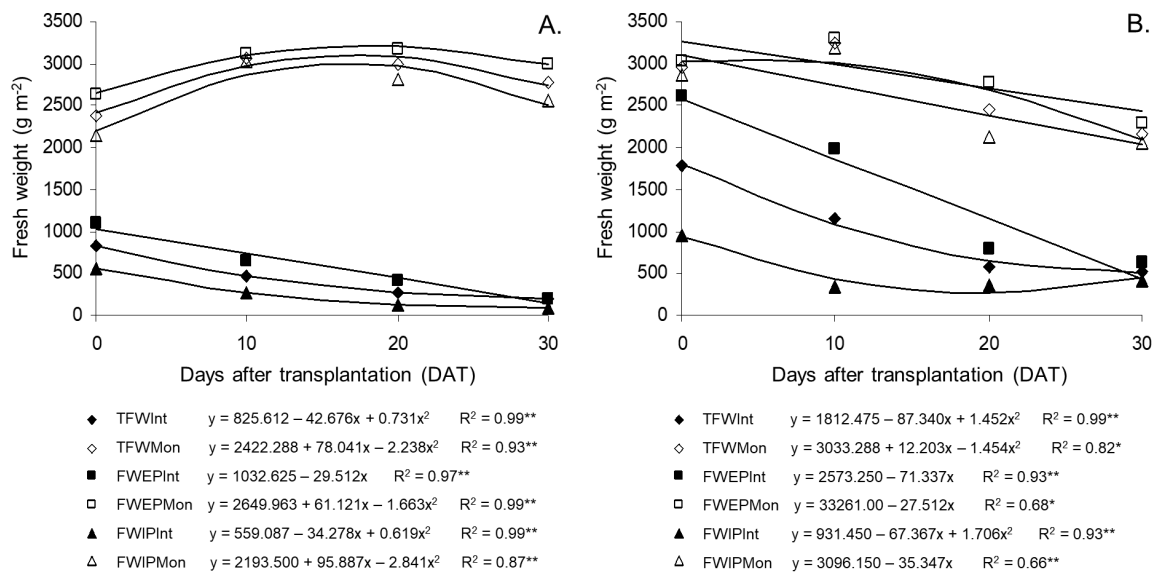 A.
Fresh weight (g m-2)
3500
3000
2500
2000
1500
1000
500
0
0 10 20 30
Days after transplantation (DAT)
TFWInt y = 825.612 – 42.676x + 0.731x² R² = 0.99**
TFWMon y = 2422.288 + 78.041x – 2.238x² R² = 0.93**
FWEPInt y = 1032.625 – 29.512x R² = 0.97**
FWEPMon y = 2649.963 + 61.121x – 1.663x² R² = 0.99**
FWIPInt y = 559.087 – 34.278x + 0.619x² R² = 0.99**
FWIPMon y = 2193.500 + 95.887x – 2.841x² R² = 0.87**
B.
Fresh weight (g m-2)
3500
3000
2500
2000
1500
1000
500
0
0 10 20 30
Days after transplantation (DAT)
TFWInt y = 1812.475 – 87.340x + 1.452x² R² = 0.99**
TFWMon y = 3033.288 + 12.203x – 1.454x² R² = 0.82*
FWEPInt y = 2573.250 – 71.337x R² = 0.93**
FWEPMon y = 33261.00 – 27.512x R² = 0.68*
FWIPInt y = 931.450 – 67.367x + 1.706x² R² = 0.93**
FWIPMon y = 3096.150 – 35.347x R² = 0.66**